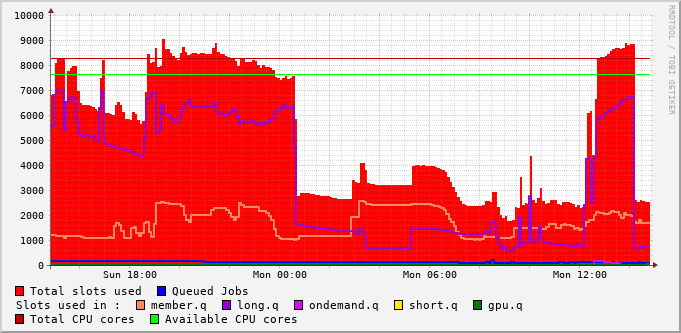 10000
9000
8000
7000
6000
5000
4000
3000
2000
1000
0
Sun 18:00 Mon 00:00 Mon 06:00 Mon 12:00
RRDTOOL / TOBI OETIKER
Total slots used Queued Jobs
Slots used in : member.q long.q ondemand.q short.q gpu.q
Total CPU cores Available CPU cores